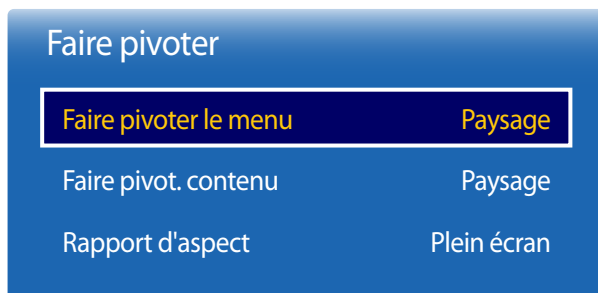 Faire pivoter
Faire pivoter le menu Paysage
Faire pivot. contenu Paysage
Rapport d'aspect Plein écran